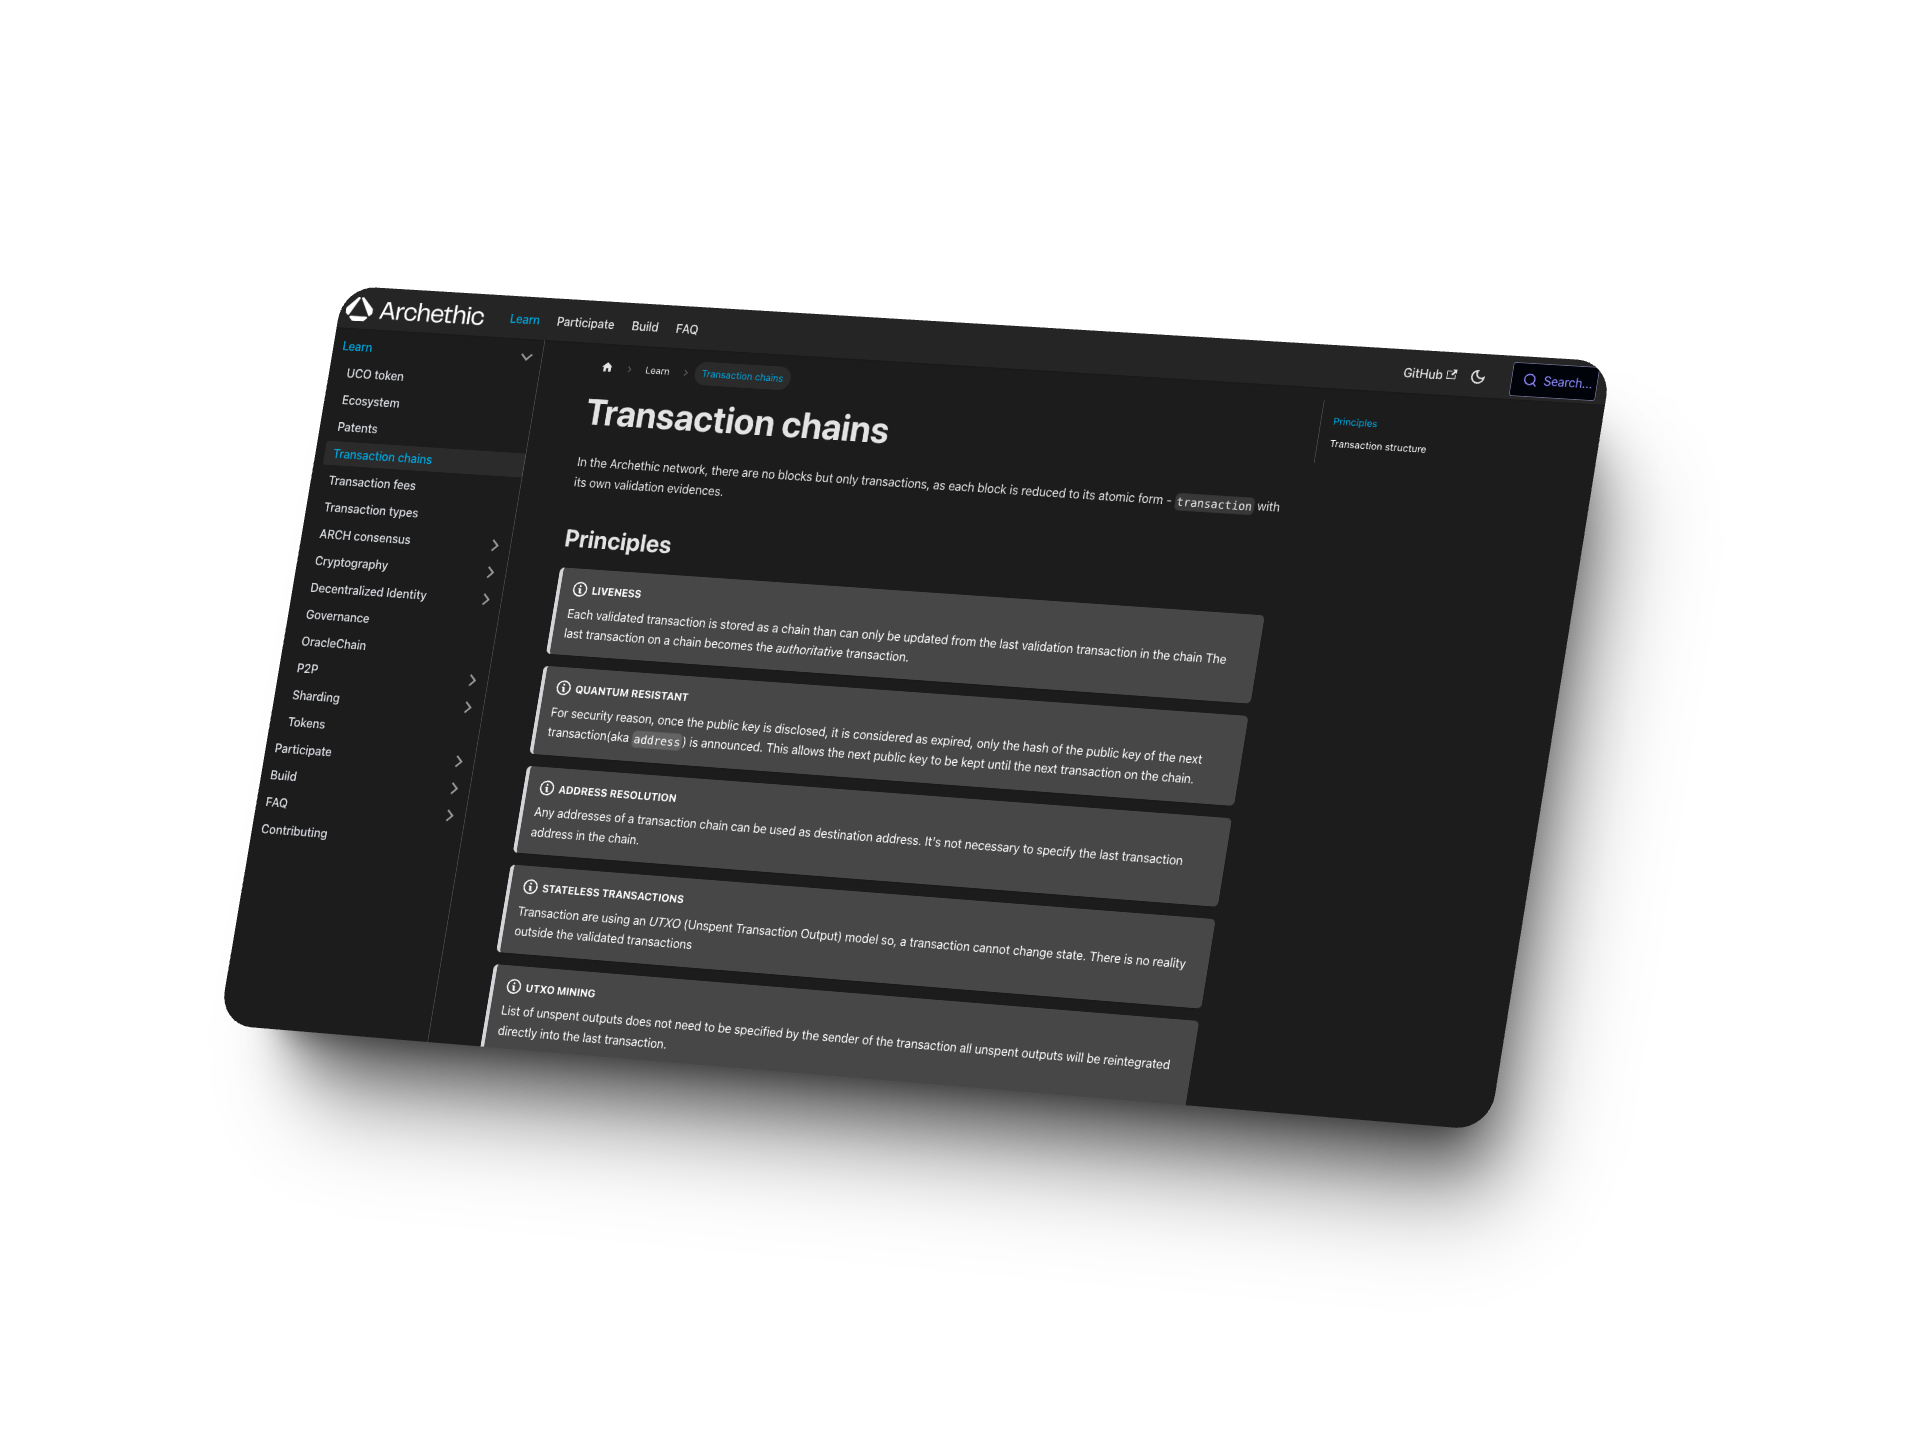 Archethic
Learn
Participate
Build
FAQ
GitHub
Search...
Learn
UCO token
Ecosystem
Patents
Transaction chains
Transaction fees
Transaction types
ARCH consensus
Cryptography
Decentralized Identity
Governance
OracleChain
P2P
Sharding
Tokens
Participate
Build
FAQ
Contributing
Learn
Transaction chains
Transaction chains
In the Archethic network, there are no blocks but only transactions, as each block is reduced to its atomic form - transaction with
its own validation evidences.
Principles
LIVENESS
Each validated transaction is stored as a chain than can only be updated from the last validation transaction in the chain The
last transaction on a chain becomes the authoritative transaction.
QUANTUM RESISTANT
For security reason, once the public key is disclosed, it is considered as expired, only the hash of the public key of the next
transaction(aka address) is announced. This allows the next public key to be kept until the next transaction on the chain.
ADDRESS RESOLUTION
Any addresses of a transaction chain can be used as destination address. It's not necessary to specify the last transaction
address in the chain.
STATELESS TRANSACTIONS
Transaction are using an UTXO (Unspent Transaction Output) model so, a transaction cannot change state. There is no reality
outside the validated transactions
UTXO MINING
List of unspent outputs does not need to be specified by the sender of the transaction all unspent outputs will be reintegrated
directly into the last transaction.
Principles
Transaction structure